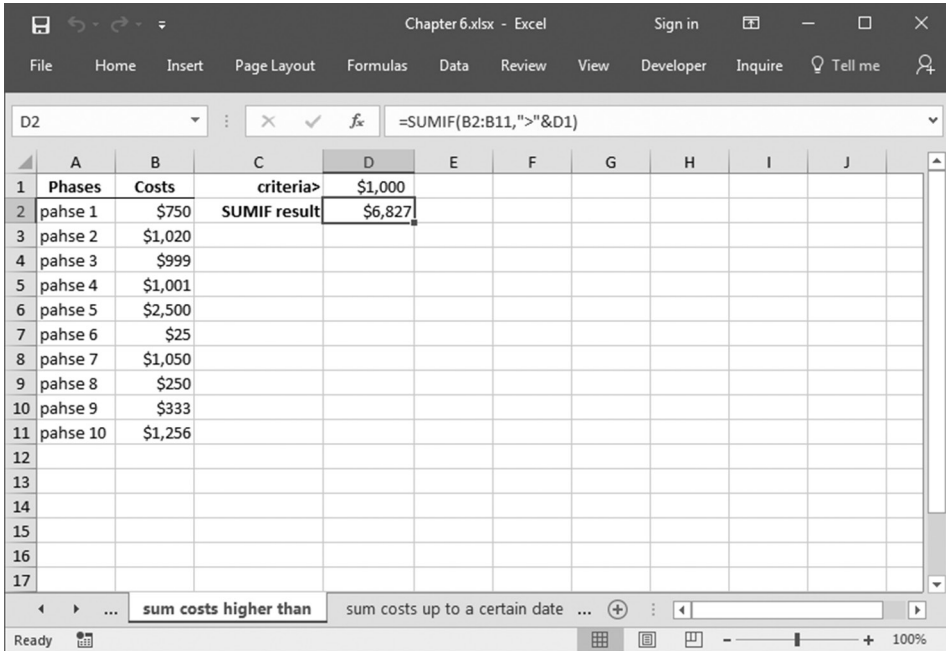 Chapter 6.xlsx - Excel Sign in
File Home Insert Page Layout Formulas Data Review View Developer Inquire Tell me
D2 fx =SUMIF(B2:B11,">"&D1)
A B C D E F G H I J
1 Phases Costs criteria> $1,000
2 pahse 1 $750 SUMIF result $6,827
3 pahse 2 $1,020
4 pahse 3 $999
5 pahse 4 $1,001
6 pahse 5 $2,500
7 pahse 6 $25
8 pahse 7 $1,050
9 pahse 8 $250
10 pahse 9 $333
11 pahse 10 $1,256
12
13
14
15
16
17
... sum costs higher than sum costs up to a certain date ...
Ready 100%